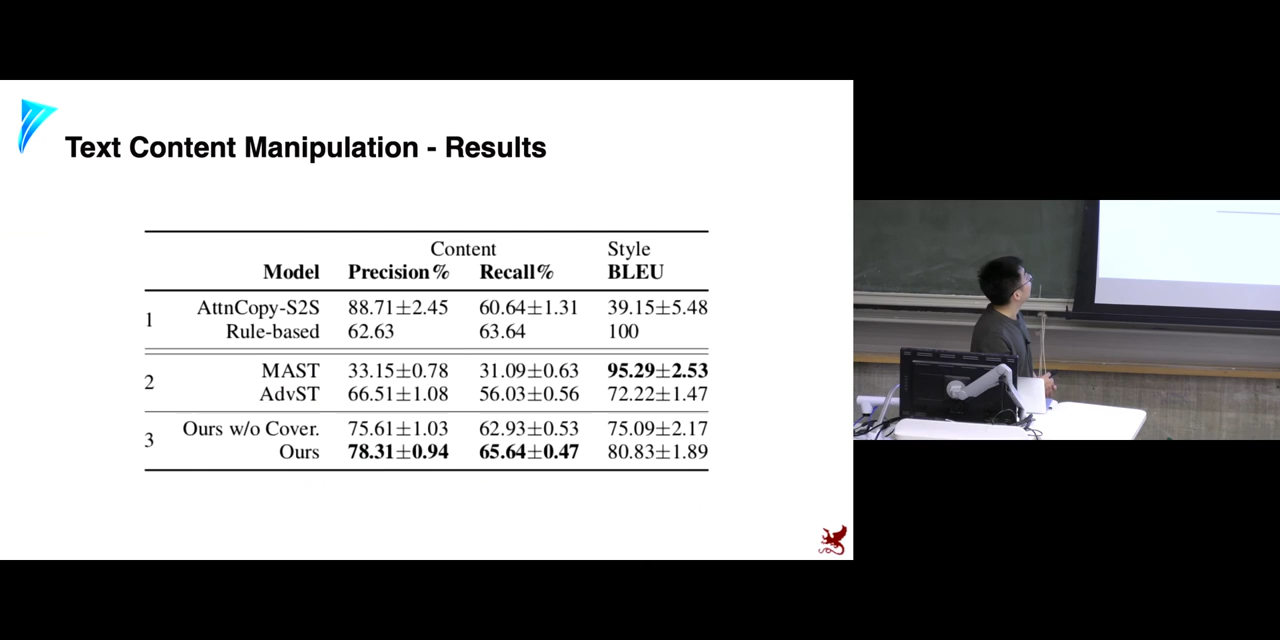 Text Content Manipulation - Results
Content Style
Model Precision% Recall% BLEU
1 AttnCopy-S2S 88.71±2.45 60.64±1.31 39.15±5.48
Rule-based 62.63 63.64 100
2 MAST 33.15±0.78 31.09±0.63 95.29±2.53
AdvST 66.51±1.08 56.03±0.56 72.22±1.47
3 Ours w/o Cover. 75.61±1.03 62.93±0.53 75.09±2.17
Ours 78.31±0.94 65.64±0.47 80.83±1.89